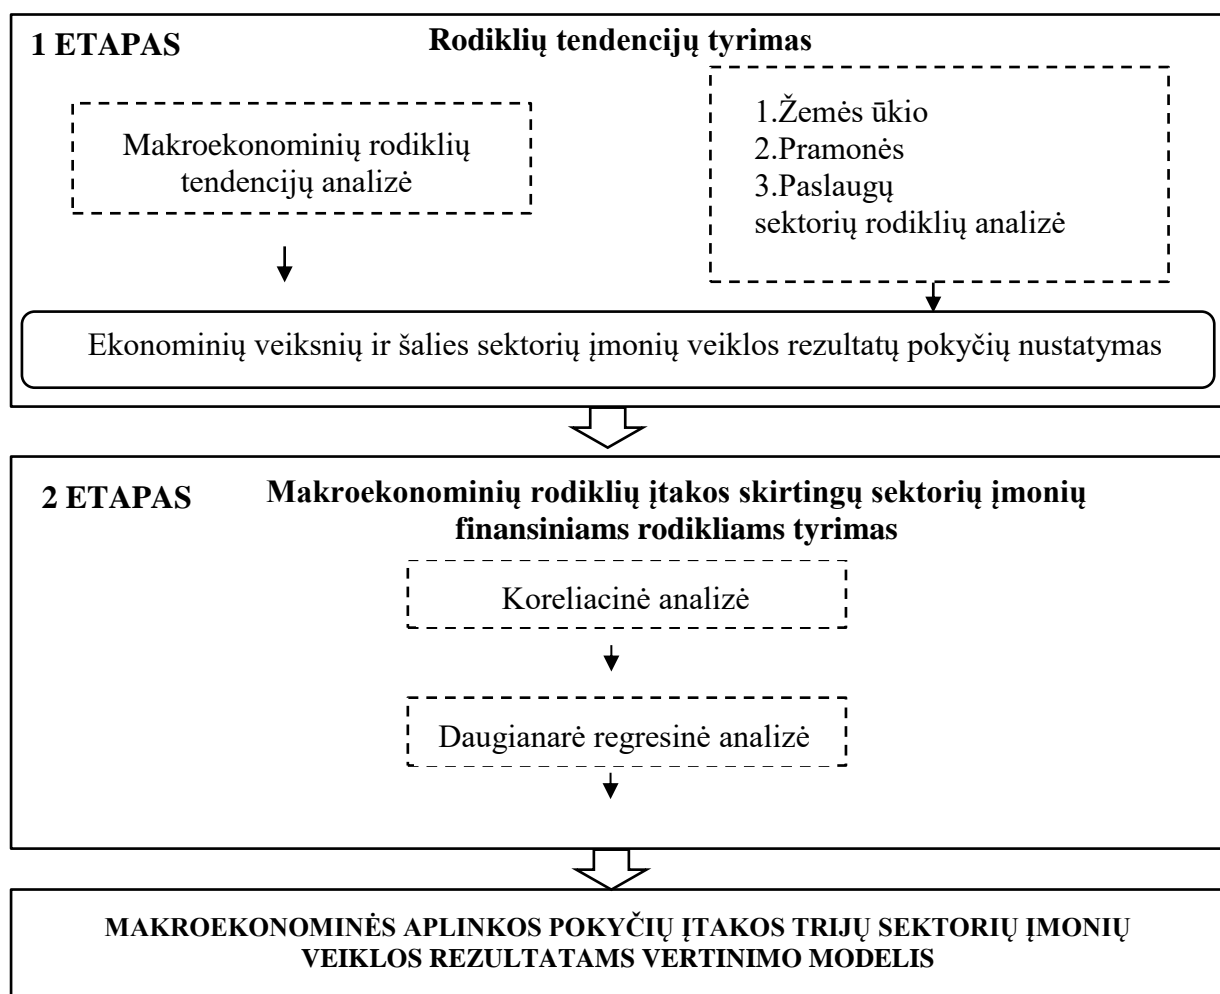 1 ETAPAS
Rodiklių tendencijų tyrimas
Makroekonominių rodiklių
tendencijų analizė
1.Žemės ūkio
2.Pramonės
3.Paslaugų
sektorių rodiklių analizė
Ekonominių veiksnių ir šalies sektorių įmonių veiklos rezultatų pokyčių nustatymas
2 ETAPAS
Makroekonominių rodiklių įtakos skirtingų sektorių įmonių
finansiniams rodikliams tyrimas
Koreliacinė analizė
Daugianarė regresinė analizė
MAKROEKONOMINĖS APLINKOS POKYČIŲ ĮTAKOS TRIJŲ SEKTORIŲ ĮMONIŲ
VEIKLOS REZULTATAMS VERTINIMO MODELIS